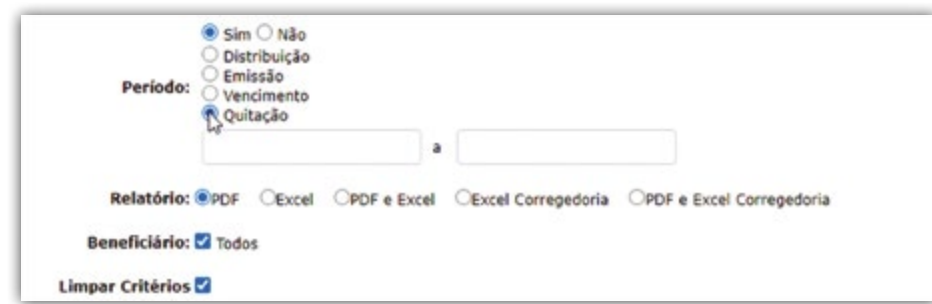 Sim Não
Distribuição
Emissão
Período: Vencimento
Quitação
a
Relatório: PDF Excel PDF e Excel Excel Corregedoria PDF e Excel Corregedoria
Beneficiário: Todos
Limpar Critérios